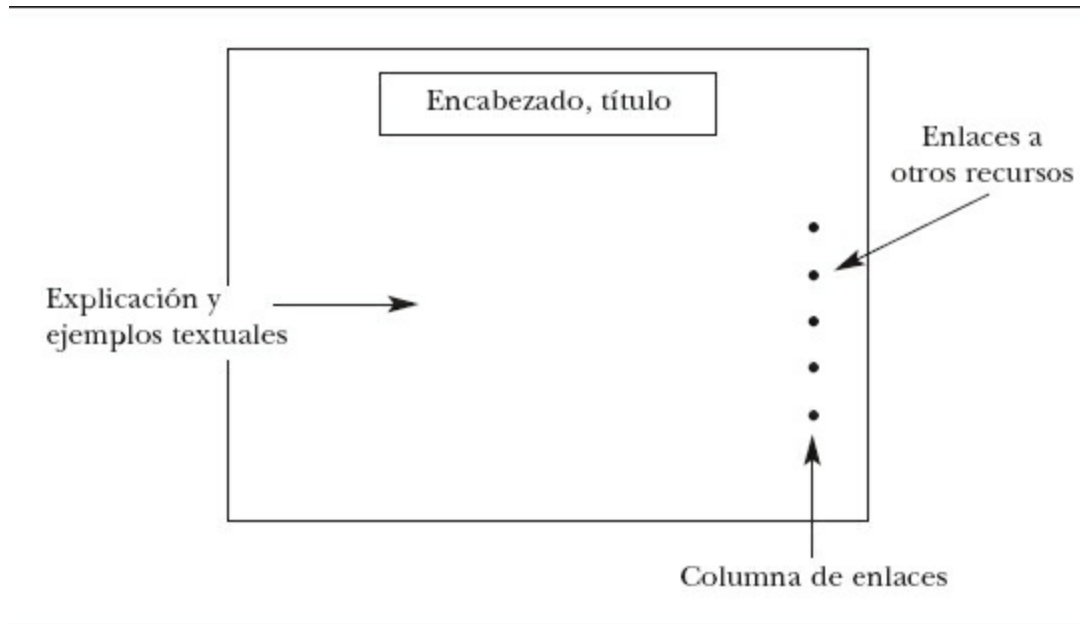 Encabezado, título
Enlaces a
otros recursos
Explicación y
ejemplos textuales
Columna de enlaces